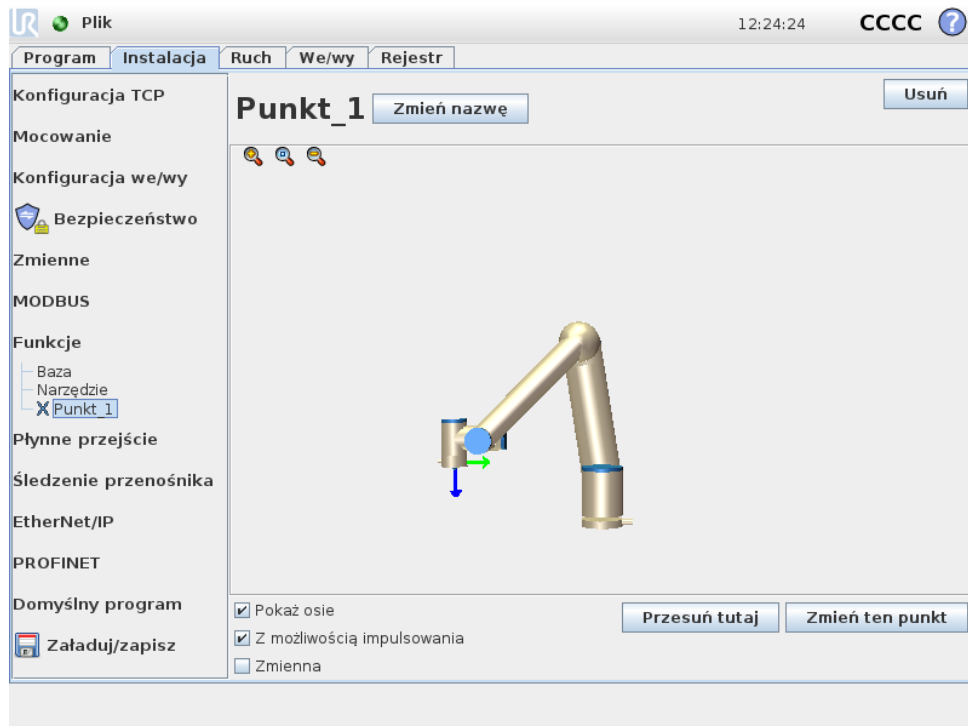 UR Plik 12:24:24 CCCC ?
Program Instalacja Ruch We/wy Rejestr
Konfiguracja TCP
Mocowanie
Konfiguracja we/wy
Bezpieczeństwo
Zmienne
MODBUS
Funkcje
Baza
Narzędzie
Punkt_1
Płynne przejście
Śledzenie przenośnika
EtherNet/IP
PROFINET
Domyślny program
Załaduj/zapisz
Punkt_1 Zmień nazwę Usuń
Pokaż osie
Z możliwością impulsowania
Zmienna
Przesuń tutaj Zmień ten punkt